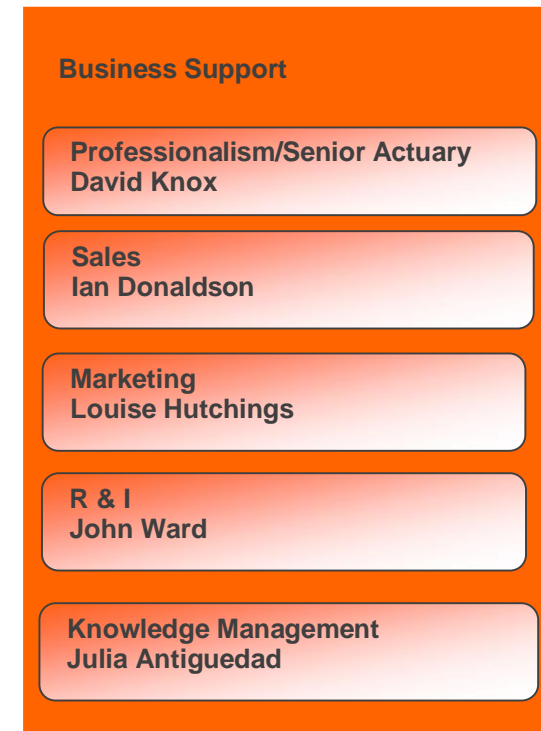 Business Support
Professionalism/Senior Actuary
David Knox
Sales
Ian Donaldson
Marketing
Louise Hutchings
R & I
John Ward
Knowledge Management
Julia Antiguedad